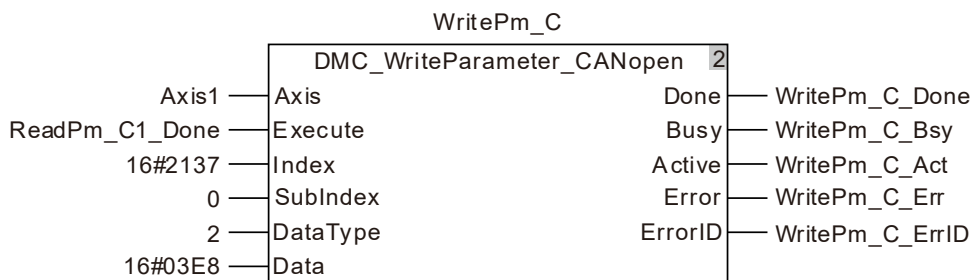 WritePm_C
DMC_WriteParameter_CANopen 2
Axis1 Axis Done WritePm_C_Done
ReadPm_C1_Done Execute Busy WritePm_C_Bsy
16#2137 Index Active WritePm_C_Act
0 SubIndex Error WritePm_C_Err
2 DataType ErrorID WritePm_C_ErrID
16#03E8 Data